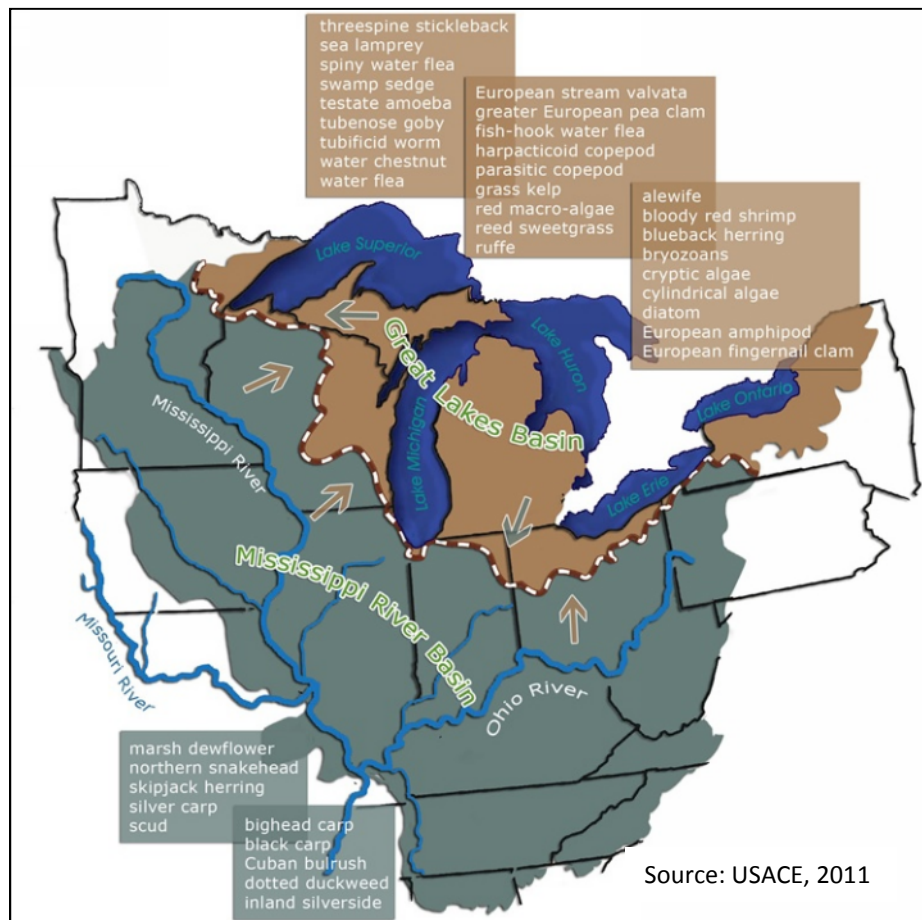 threespine stickleback
sea lamprey
spiny water flea
swamp sedge
testate amoeba
tubenose goby
tubificid worm
water chestnut
water flea
European stream valvata
greater European pea clam
fish-hook water flea
harpacticoid copepod
parasitic copepod
grass kelp
red macro-algae
reed sweetgrass
ruffe
alewife
bloody red shrimp
blueback herring
bryozoans
cryptic algae
cylindrical algae
diatom
European amphipod
European fingernail clam
Lake Superior
Great Lakes Basin
Lake Huron
Lake Michigan
Lake Ontario
Lake Erie
Mississippi River
Mississippi River Basin
Missouri River
Ohio River
marsh dewflower
northern snakehead
skipjack herring
silver carp
scud
bighead carp
black carp
Cuban bulrush
dotted duckweed
inland silverside
Source: USACE, 2011